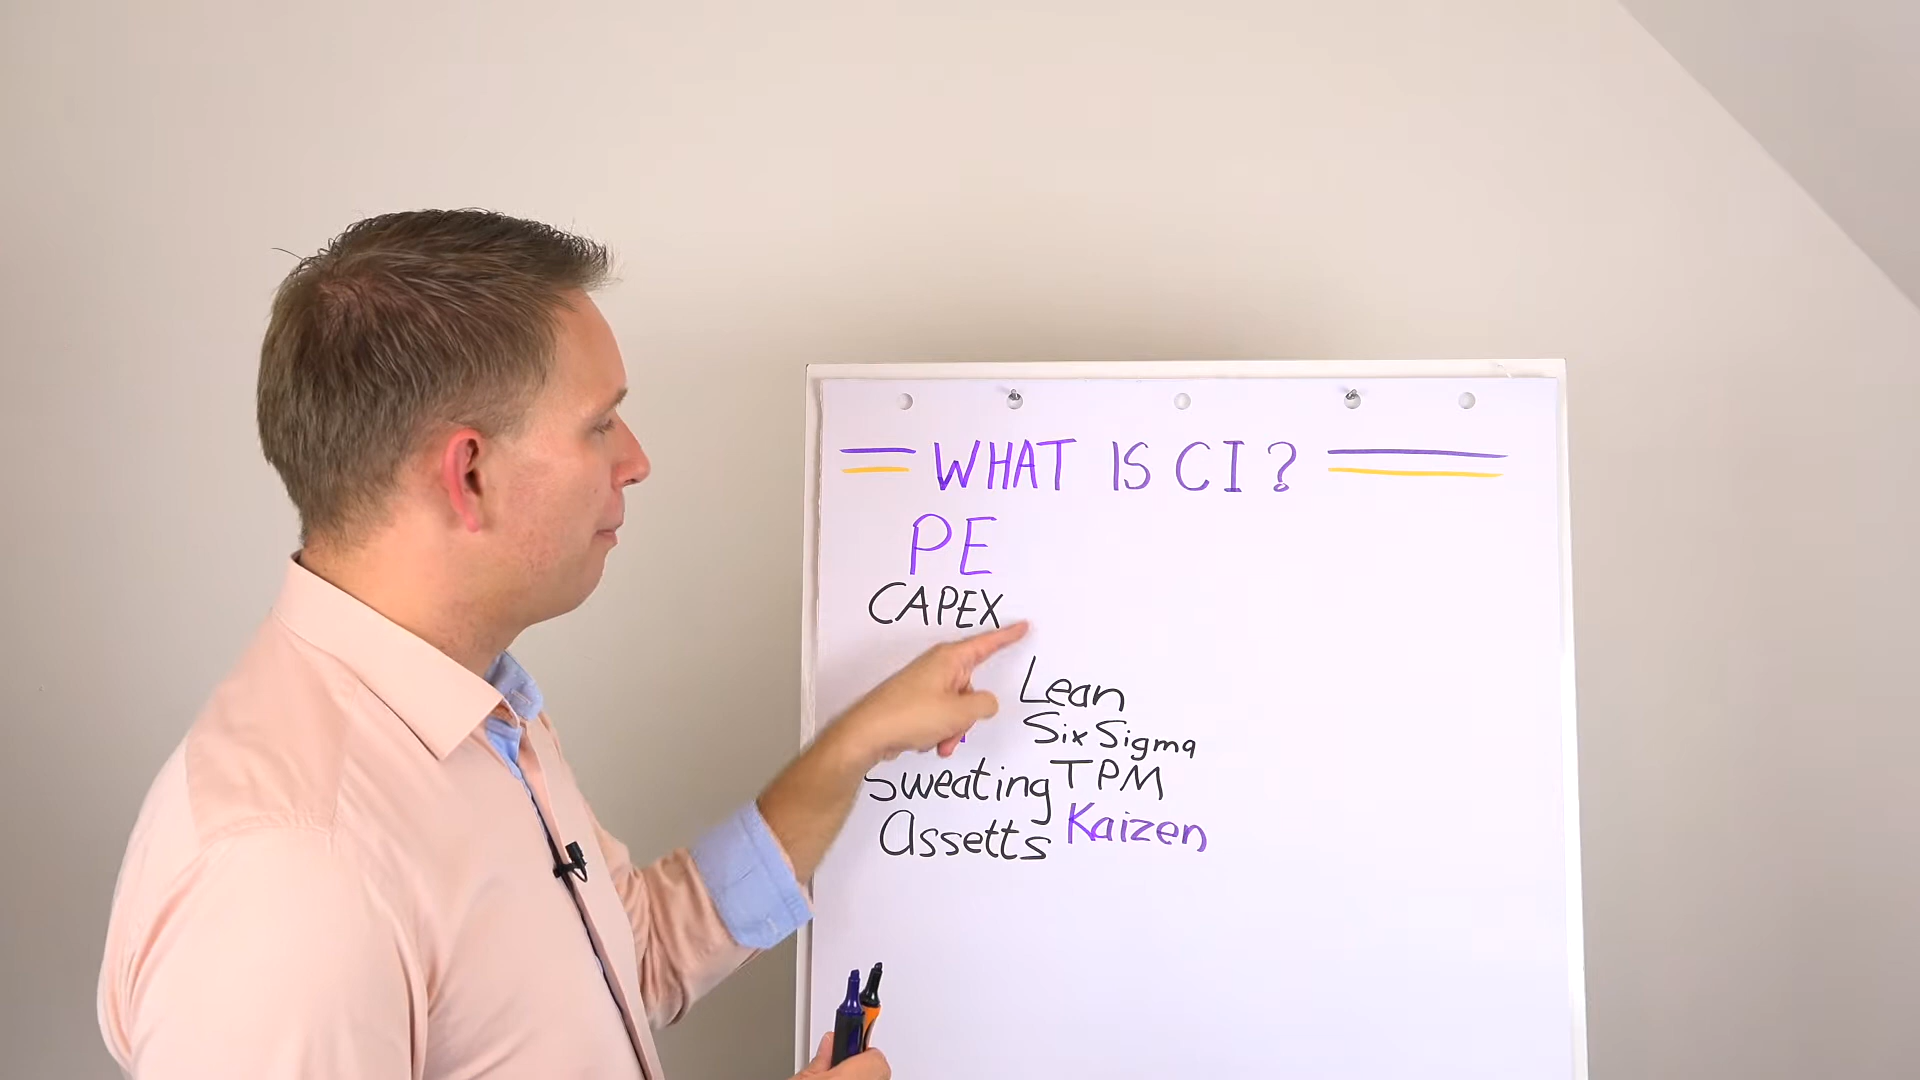 WHAT IS CI?
PE
CAPEX
Lean
Six Sigma
TPM
Kaizen
Sweating
Assetts